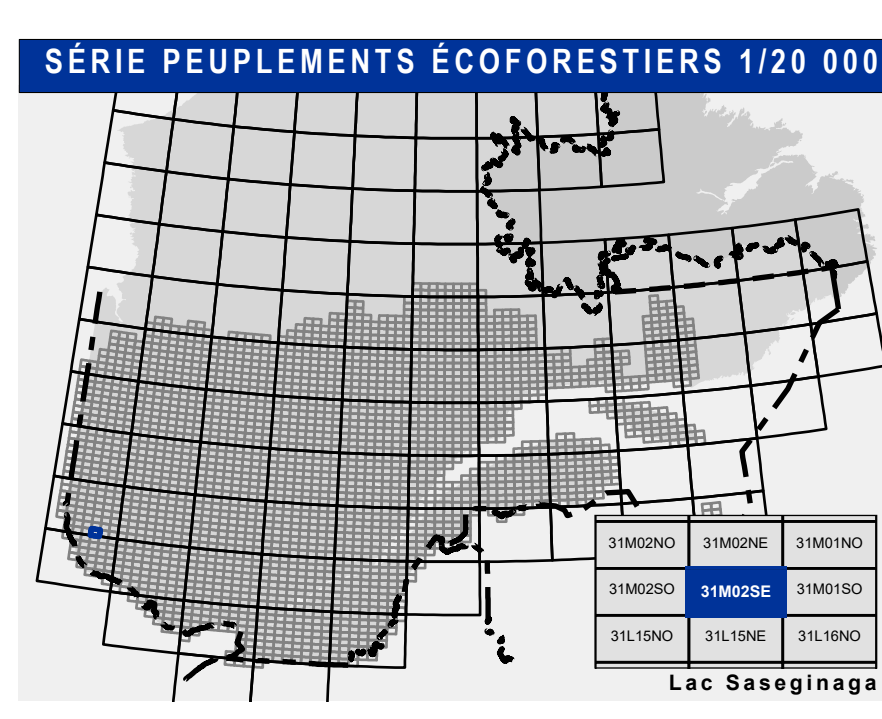 SÉRIE PEUPLEMENTS ÉCOFORESTIERS 1/20 000
31M02NO 31M02NE 31M01NO
31M02SO 31M02SE 31M01SO
31L15NO 31L15NE 31L16NO
Lac Saseginaga